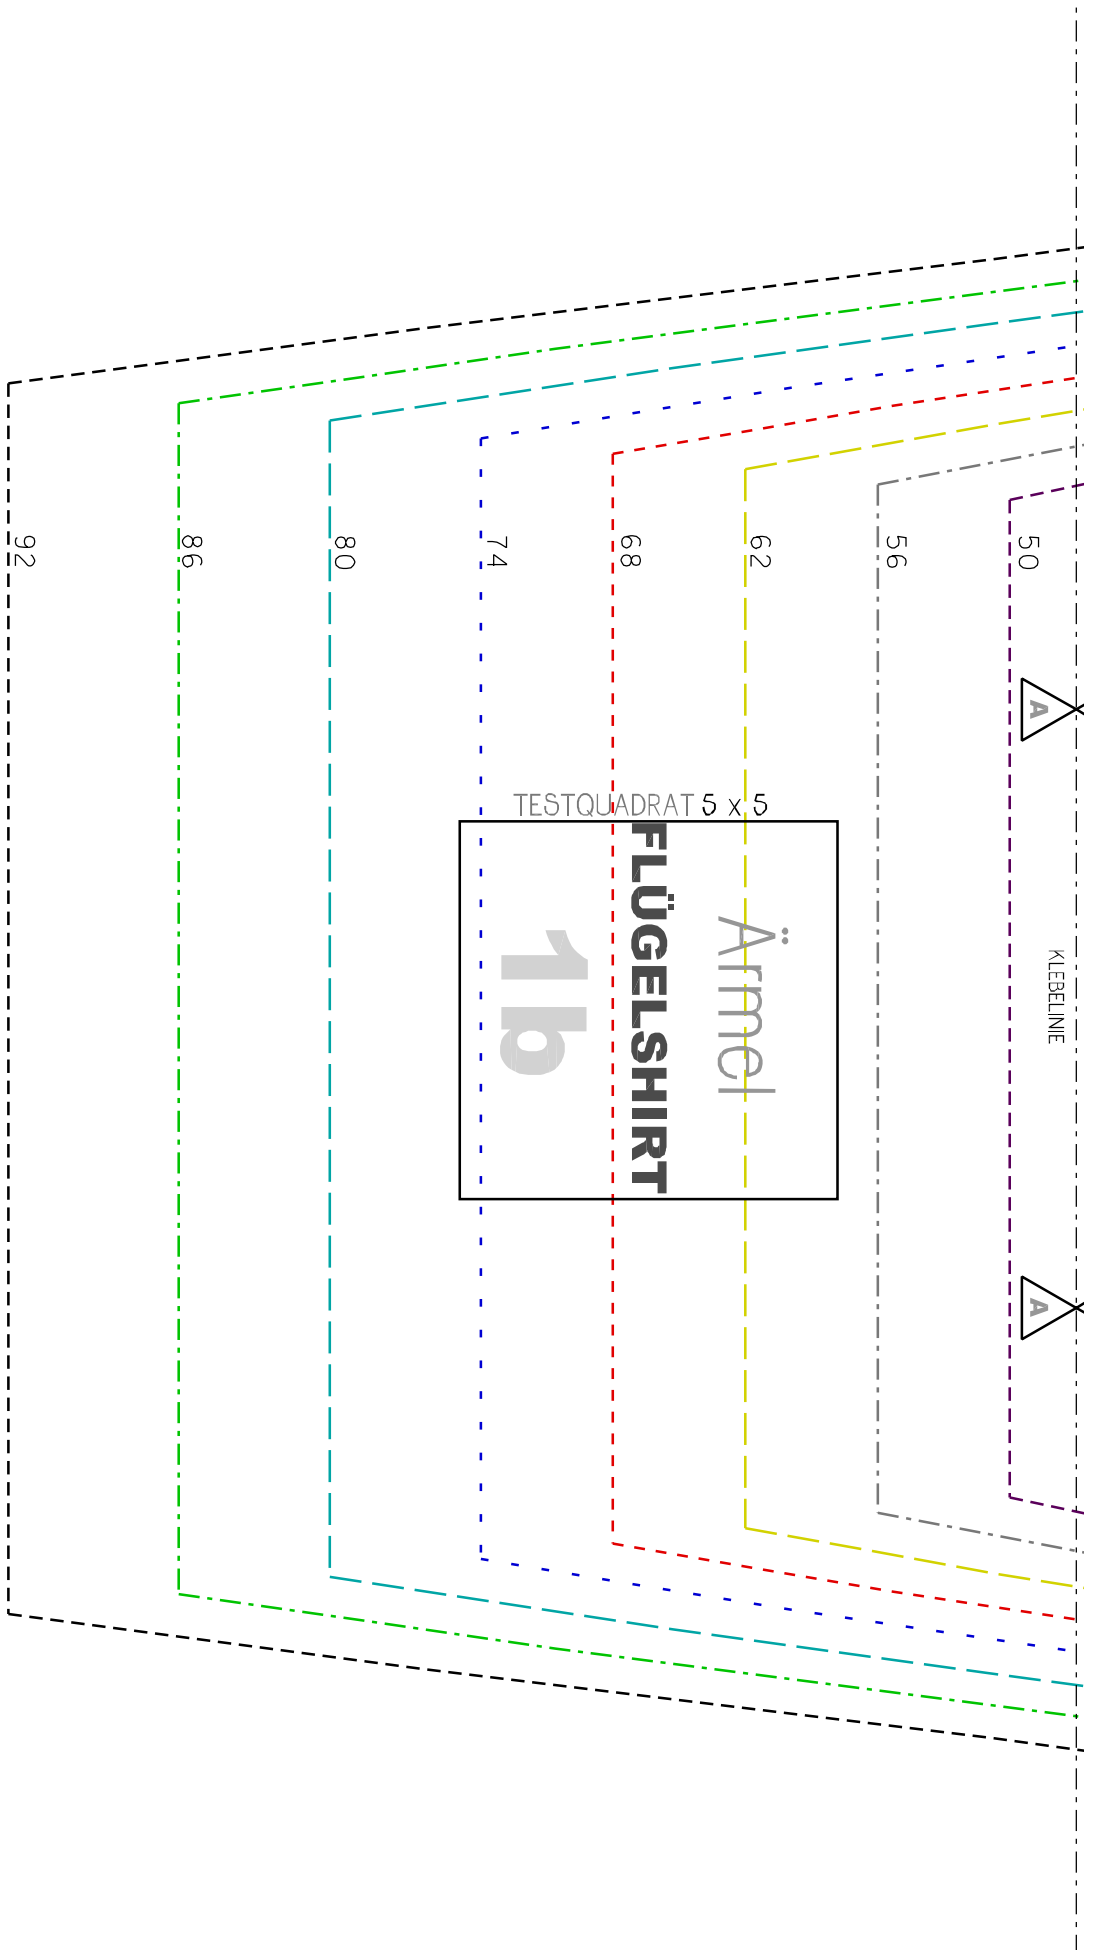 92
86
80
74
68
62
56
50
A
TESTQUADRAT 5 x 5
Ärmel
FLÜGELSHIRT
1b
KLEBELINIE
A